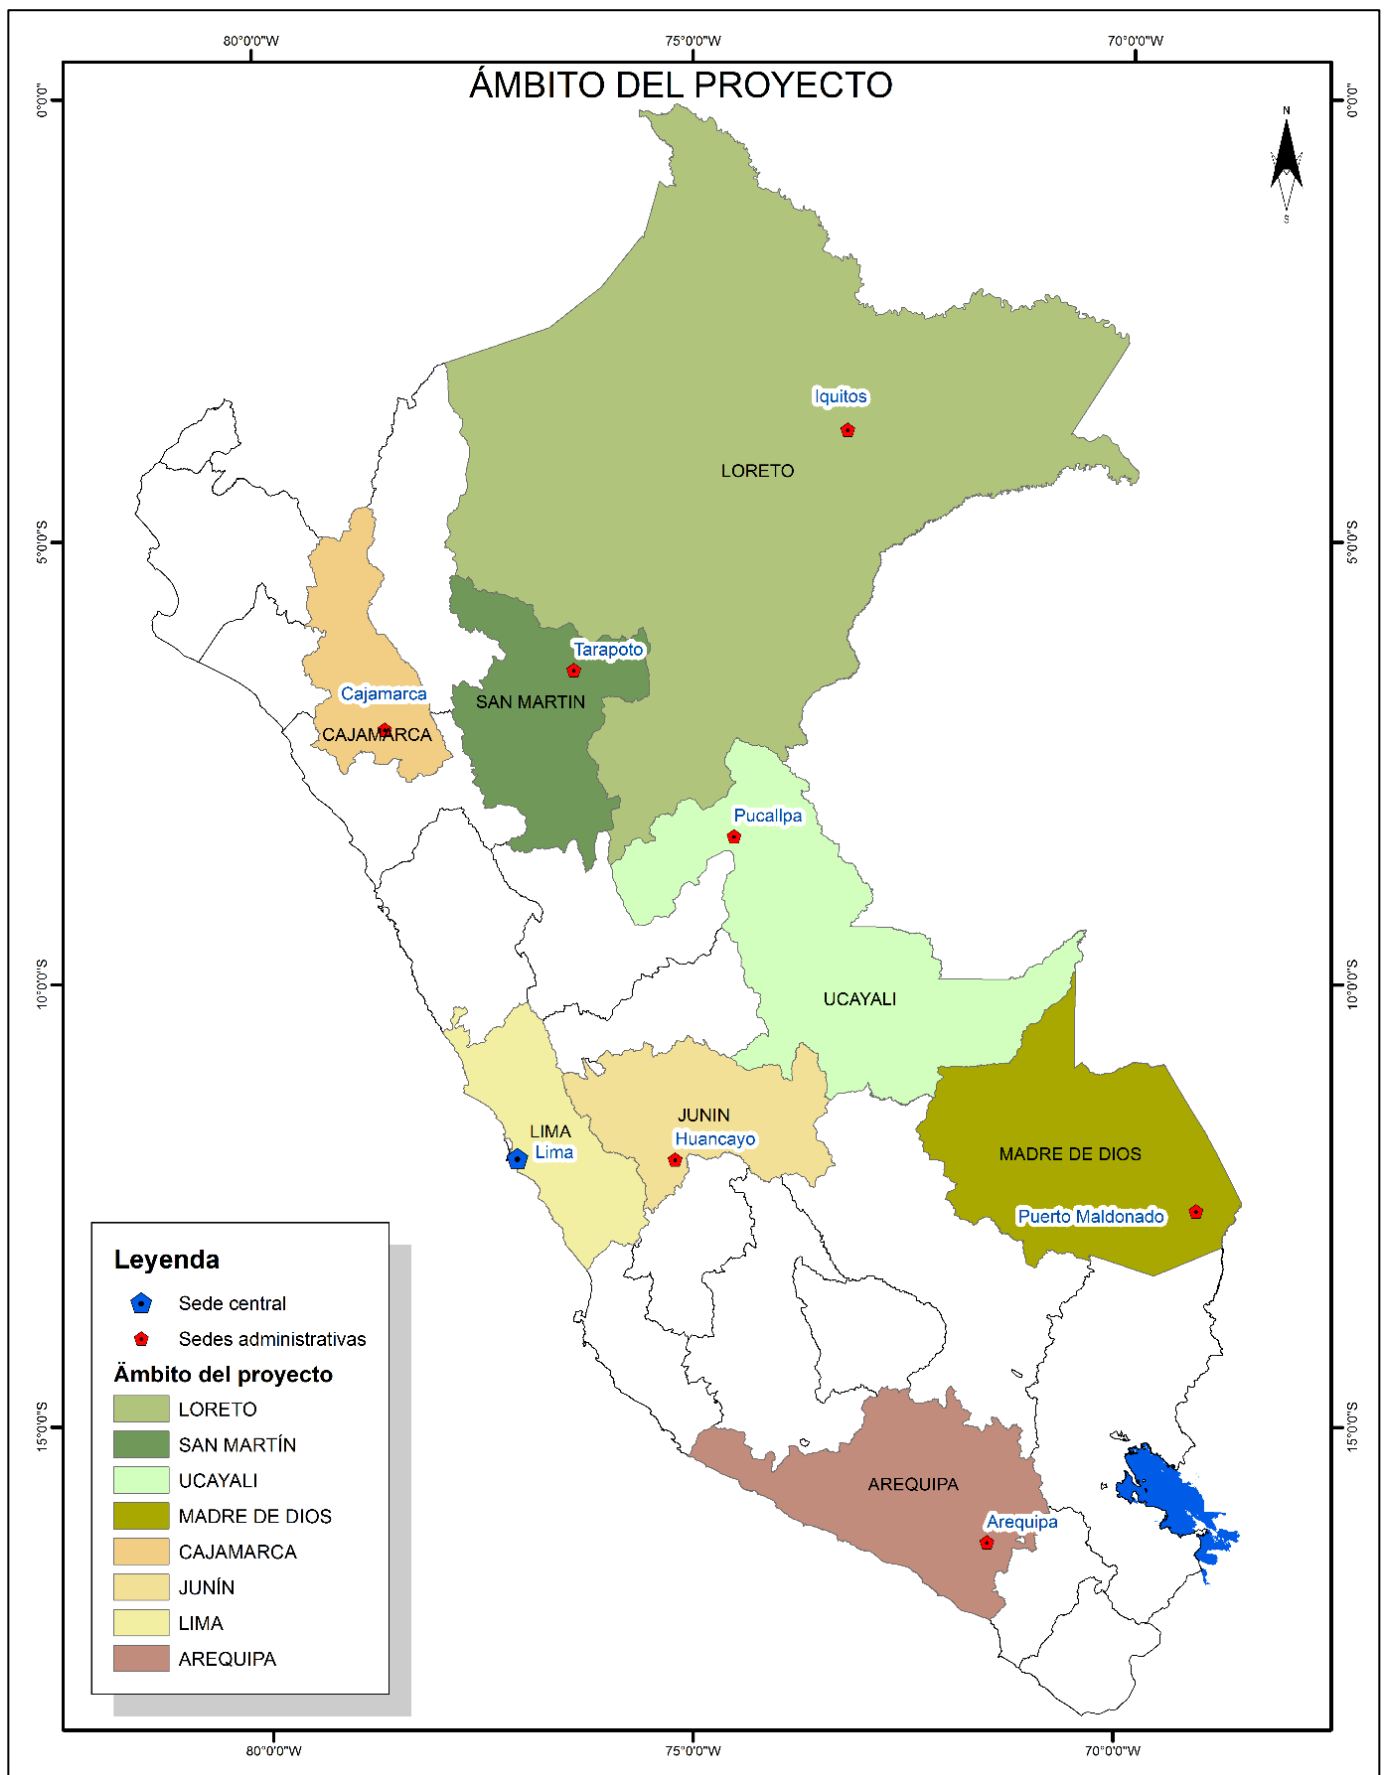 80°0'0"W
75°0'0"W
70°0'0"W
ÁMBITO DEL PROYECTO
0°0'0"
0°0'0"
N
S
Iquitos
LORETO
5°0'0"S
5°0'0"S
Tarapoto
Cajamarca
SAN MARTIN
CAJAMARCA
Pucallpa
10°0'0"S
10°0'0"S
UCAYALI
JUNIN
LIMA
Huancayo
Lima
MADRE DE DIOS
Puerto Maldonado
Leyenda
Sede central
Sedes administrativas
Ämbito del proyecto
LORETO
SAN MARTÍN
UCAYALI
MADRE DE DIOS
CAJAMARCA
JUNÍN
LIMA
AREQUIPA
15°0'0"S
15°0'0"S
AREQUIPA
Arequipa
80°0'0"W
75°0'0"W
70°0'0"W